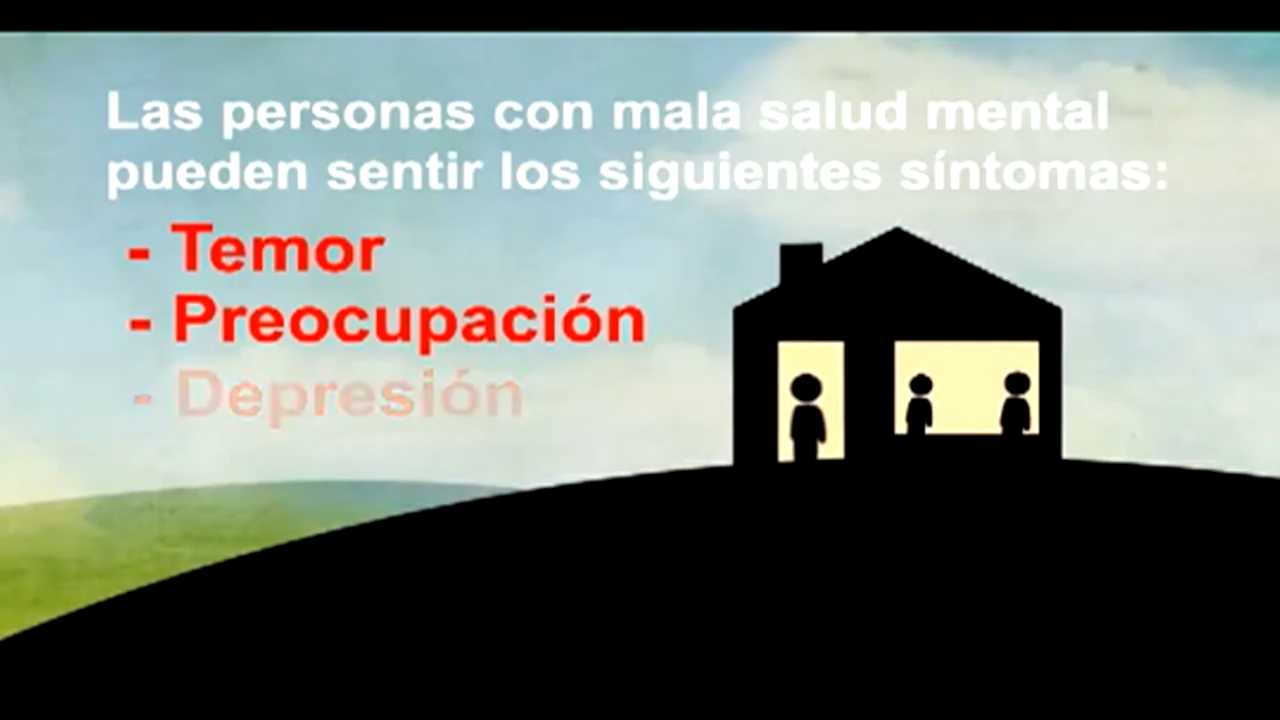 Las personas con mala salud mental
pueden sentir los siguientes síntomas:
- Temor
- Preocupación
- Depresión